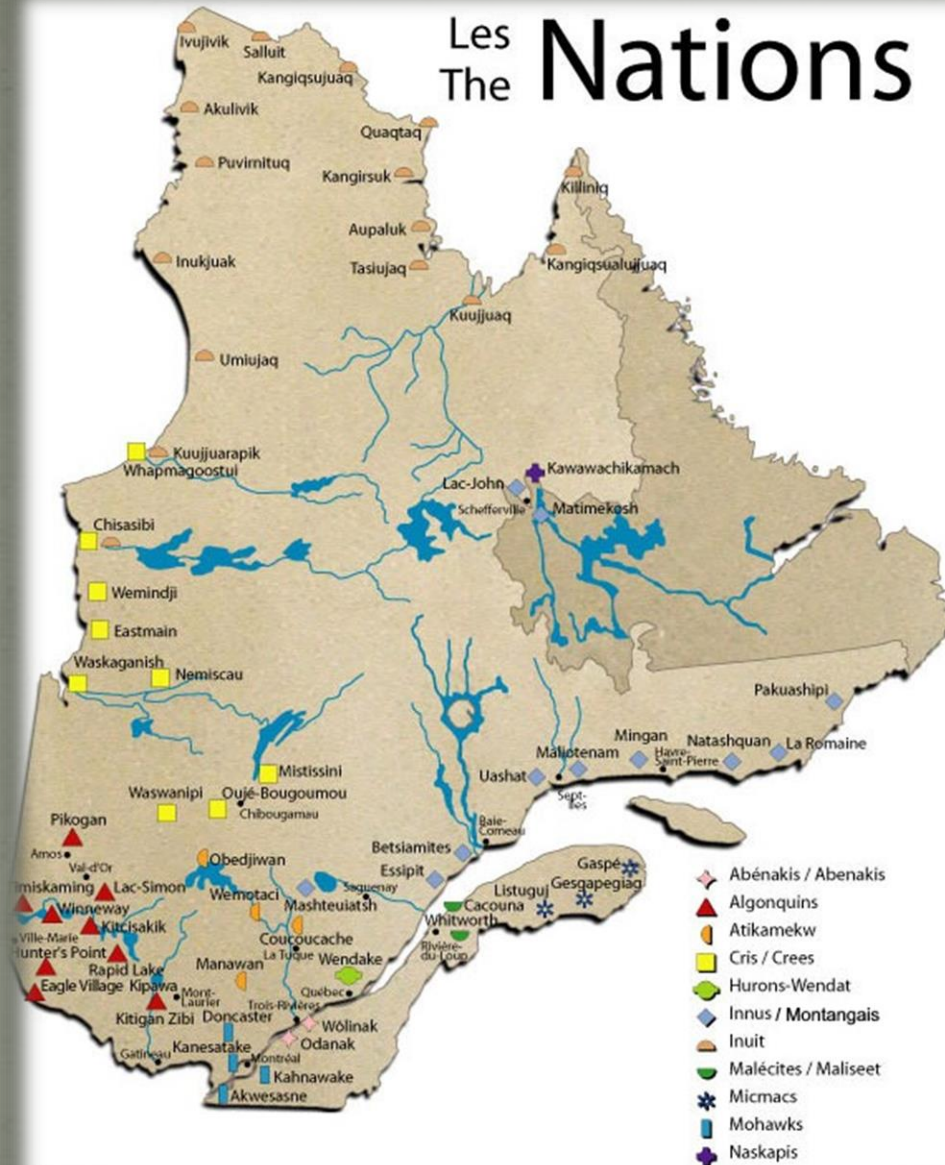 Les
The
Nations
Ivujivik
Salluit
Kangiqsujuaq
Akulivik
Quaqtaq
Puvirnituq
Kangirsuk
Killiniq
Aupaluk
Inukjuak
Tasiujaq
Kangiqsualujjuaq
Kuujjuaq
Umiujaq
Kuujjuarapik
Whapmagoostui
Kawawachikamach
Lac-John
Schefferville
Matimekosh
Chisasibi
Wemindji
Eastmain
Waskaganish
Nemiscau
Pakuashipi
Mingan
Natashquan
La Romaine
Maliotenam
Havre-
Saint-Pierre
Uashat
Sept-
Îles
Mistissini
Waswanipi
Oujé-Bougoumou
Chibougamau
Pikogan
Baie-
Comeau
Amos
Betsiamites
Val-d'Or
Obedjiwan
Essipit
Gaspé
Timiskaming
Lac-Simon
Wemotaci
Saguenay
Mashteuiatsh
Listuguj
Gesgapegiag
Cacouna
Winneway
Whitworth
Kitcisakik
Ville-Marie
Coucoucache
Rivière-
du-Loup
Hunter's Point
La Tuque
Wendake
Rapid Lake
Manawan
Eagle Village
Kipawa
Mont-
Laurier
Québec
Trois-Rivières
Kitigan Zibi
Doncaster
Wôlinak
Odanak
Gatineau
Kanesatake
Montréal
Kahnawake
Akwesasne
Abénakis / Abenakis
Algonquins
Atikamekw
Cris / Crees
Hurons-Wendat
Innus / Montangais
Inuit
Malécites / Maliseet
Micmacs
Mohawks
Naskapis